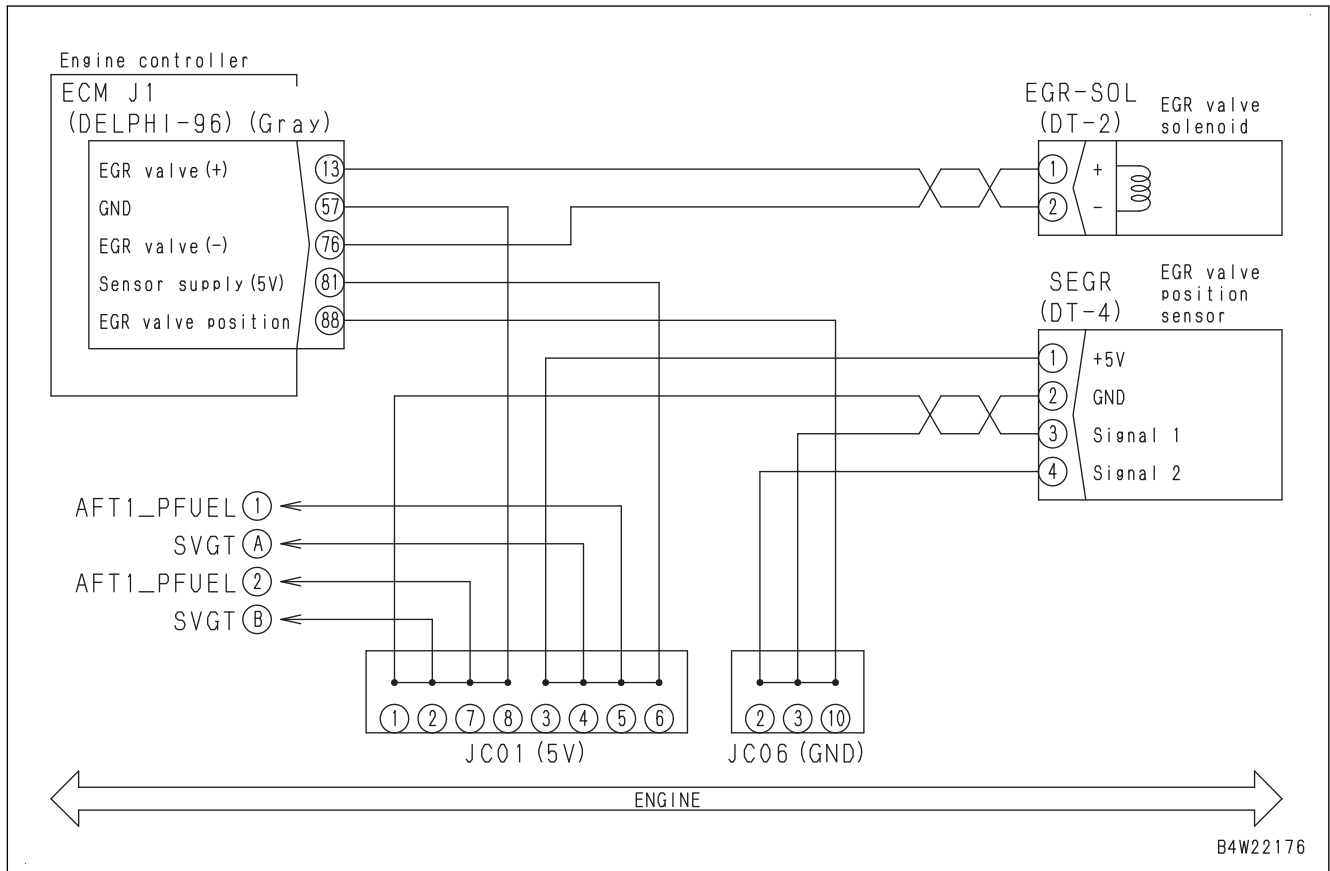 Engine controller
ECM J1
(DELPHI-96) (Gray)
EGR valve(+)
13
GND
57
EGR valve(-)
76
Sensor supply(5V)
81
EGR valve position
88
EGR-SOL
(DT-2)
EGR valve
solenoid
1
+
2
-
SEGR
(DT-4)
EGR valve
position
sensor
1
+5V
2
GND
3
Signal 1
4
Signal 2
AFT1_PFUEL 1
SVGT A
AFT1_PFUEL 2
SVGT B
1 2 7 8 3 4 5 6
JC01(5V)
2 3 10
JC06(GND)
ENGINE
B4W22176